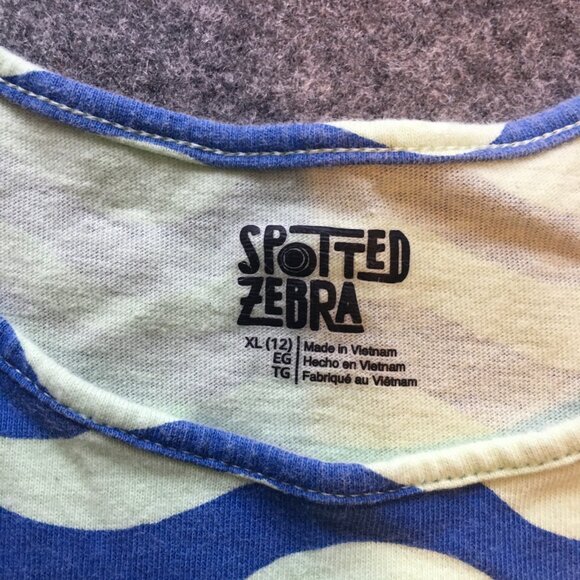 SPOTTED
ZEBRA
XL (12) | Made in Vietnam
EG | Hecho en Vietnam
TG | Fabriqué au Viêtnam